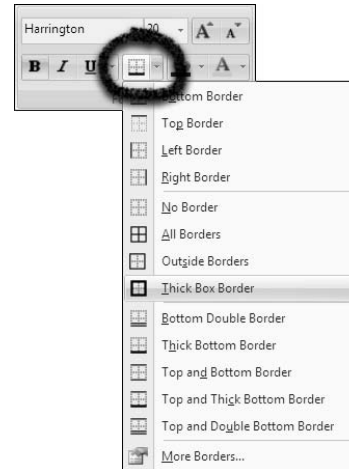 Harrington 20 A A
B I U A
Bottom Border
Top Border
Left Border
Right Border
No Border
All Borders
Outside Borders
Thick Box Border
Bottom Double Border
Thick Bottom Border
Top and Bottom Border
Top and Thick Bottom Border
Top and Double Bottom Border
More Borders...